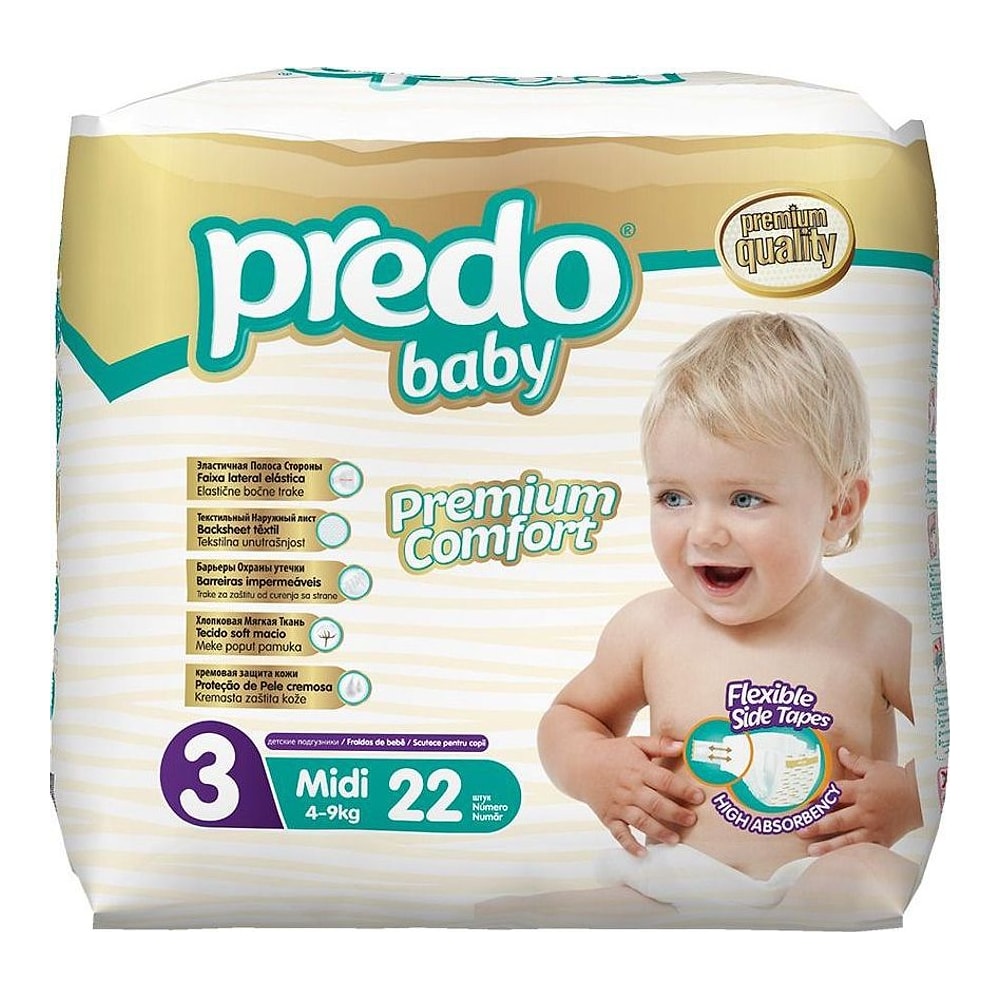 predo®
baby
premium
quality
Эластичная Полоса Стороны
Faixa lateral elástica
Elastične bočne trake
Текстильный Наружный лист
Backsheet têxtil
Tekstilna unutrašnjost
Барьеры Охраны утечки
Barreiras impermeáveis
Trake za zaštitu od curenja sa strane
Хлопковая Мягкая Ткань
Tecido soft macio
Meke poput pamuka
кремовая защита кожи
Proteção de Pele cremosa
Kremasta zaštita kože
Premium
Comfort
Flexible
Side Tapes
HIGH ABSORBENCY
детские подгузники / Fraldas de bebê / Scutece pentru copii
3
Midi
4-9kg
22
штук
Número
Număr